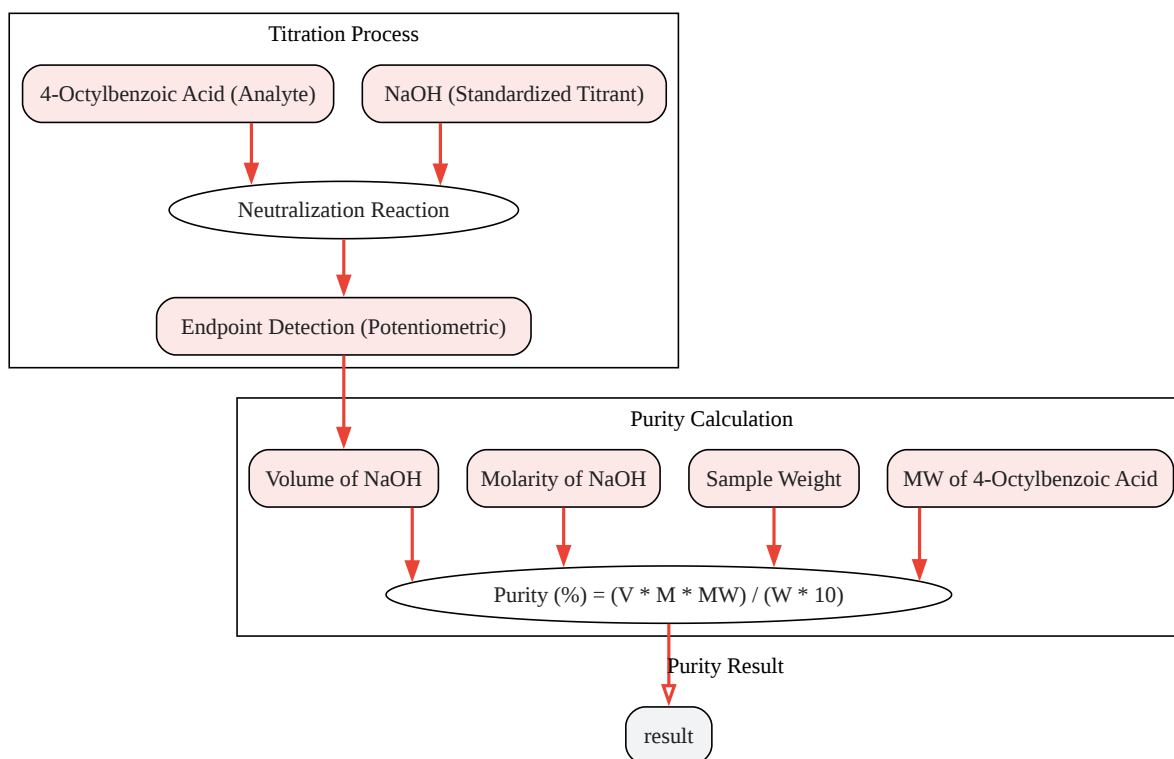 Titration Process
4-Octylbenzoic Acid (Analyte)
NaOH (Standardized Titrant)
Neutralization Reaction
Endpoint Detection (Potentiometric)
Purity Calculation
Volume of NaOH
Molarity of NaOH
Sample Weight
MW of 4-Octylbenzoic Acid
Purity (%) = (V * M * MW) / (W * 10)
Purity Result
result